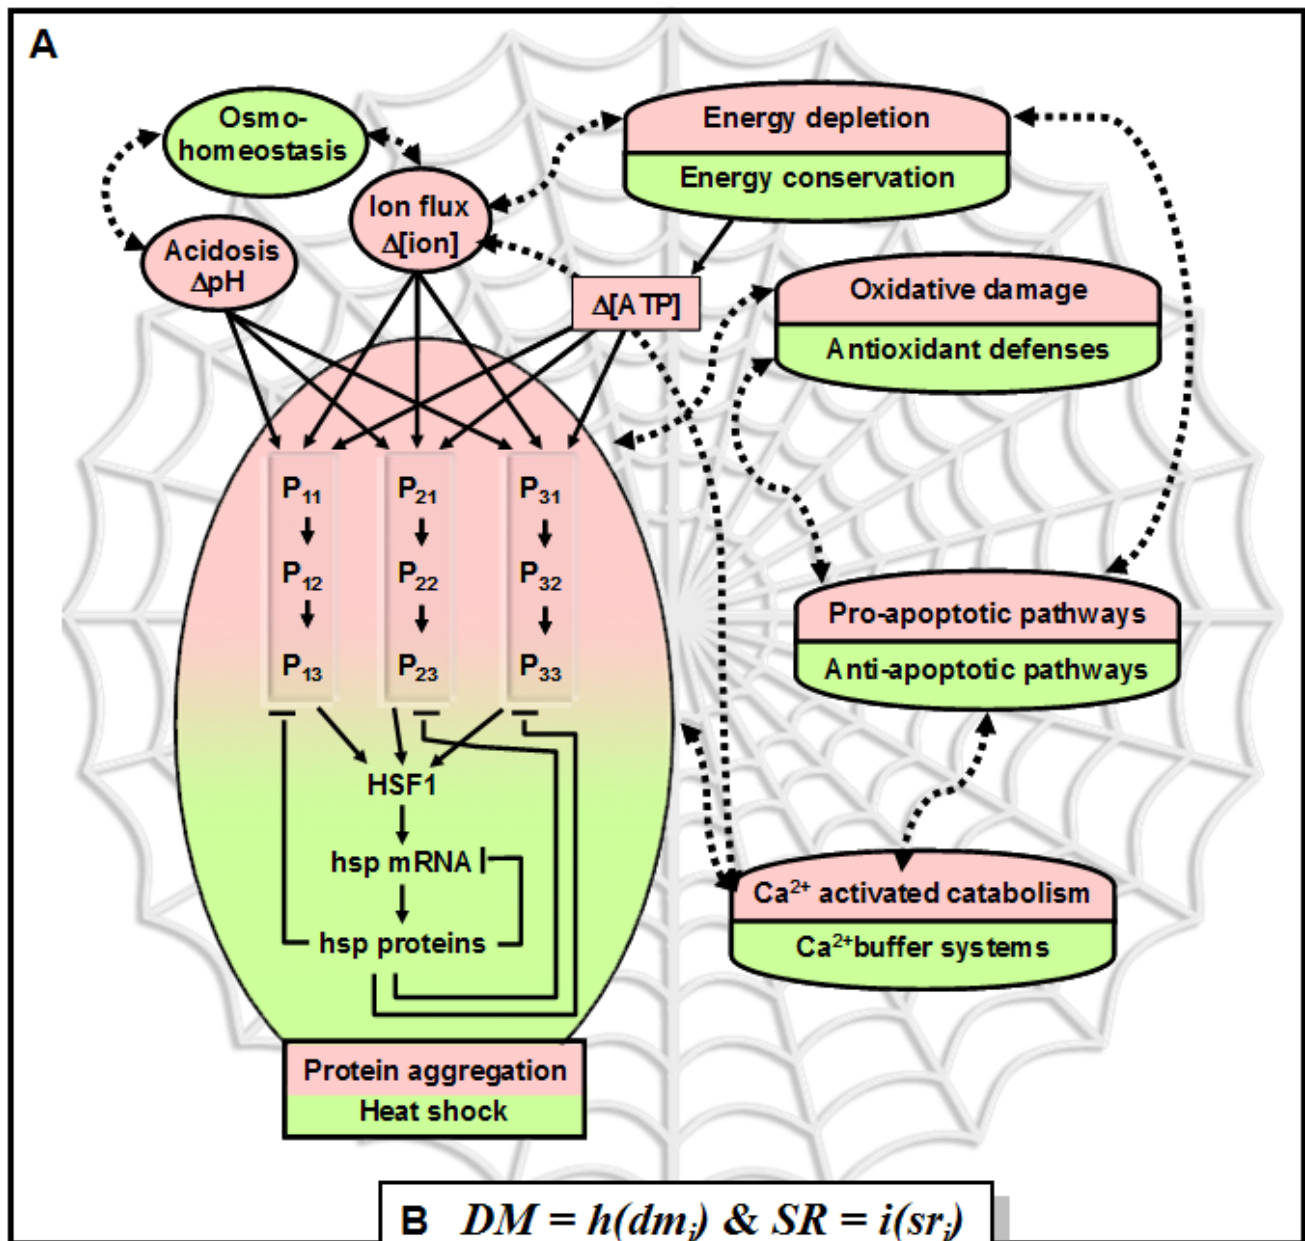 A
Osmo-
homeostasis
Energy depletion
Energy conservation
Ion flux
Δ[ion]
Acidosis
ΔpH
Δ[ATP]
Oxidative damage
Antioxidant defenses
P11
P21
P31
P12
P22
P32
P13
P23
P33
Pro-apoptotic pathways
Anti-apoptotic pathways
HSF1
hsp mRNA
hsp proteins
Ca2+ activated catabolism
Ca2+buffer systems
Protein aggregation
Heat shock
B DM = h(dmi) & SR = i(sri)